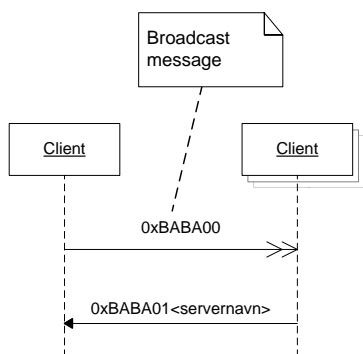 Broadcast
message
Client
Client
0xBABA00
0xBABA01<servernavn>